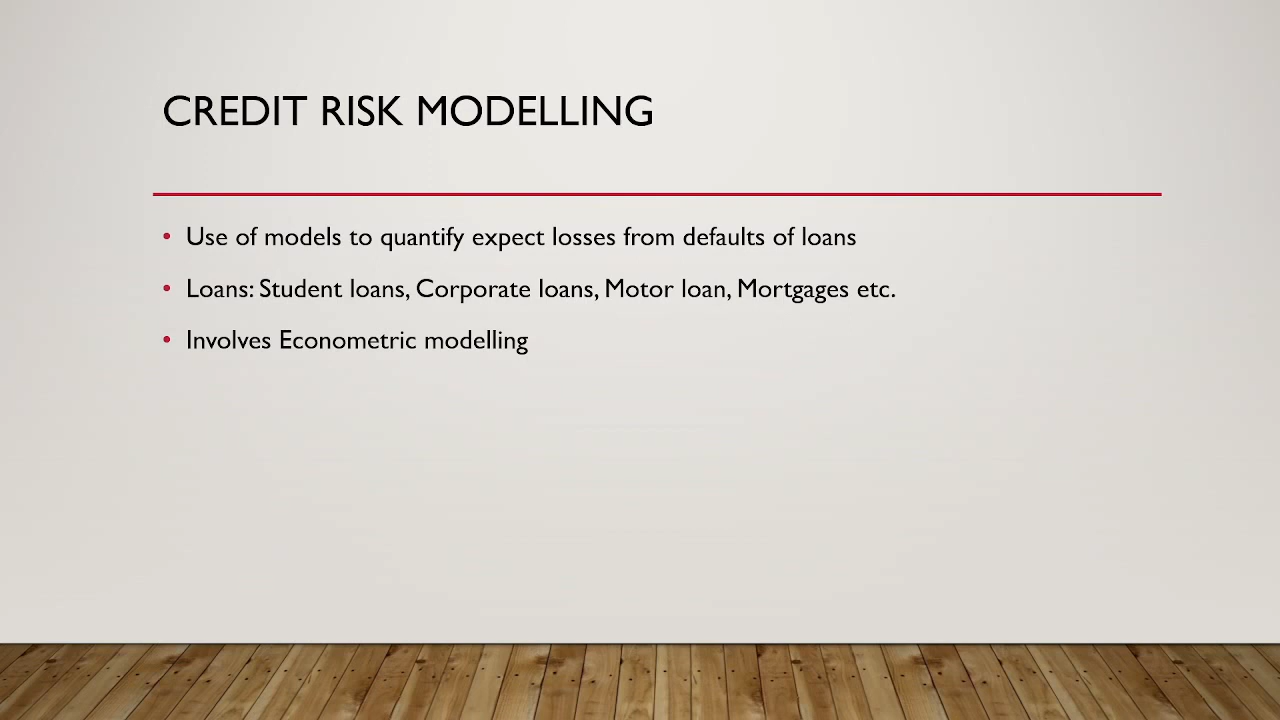 CREDIT RISK MODELLING
• Use of models to quantify expect losses from defaults of loans
• Loans: Student loans, Corporate loans, Motor loan, Mortgages etc.
• Involves Econometric modelling